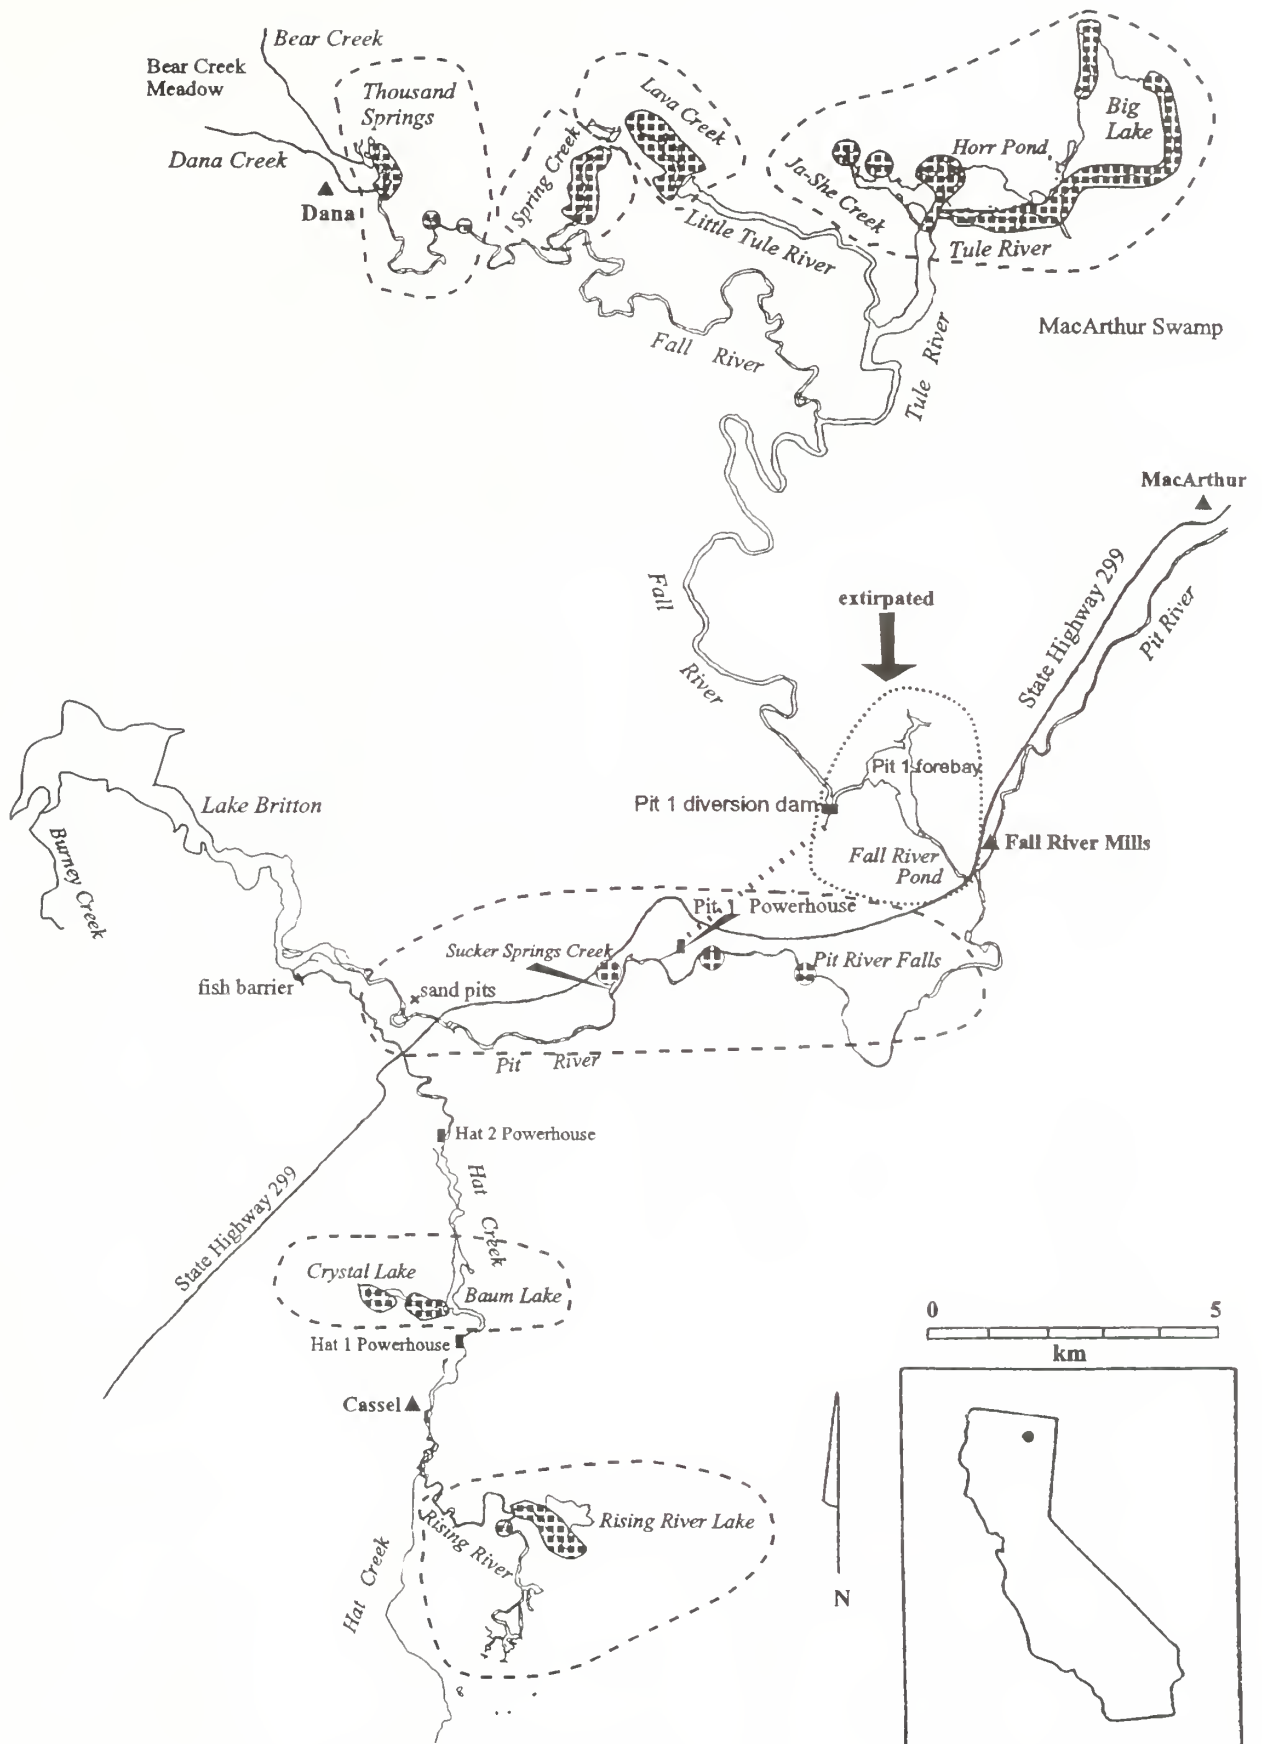 Bear Creek
Bear Creek
Meadow
Thousand
Springs
Dana Creek
Dana
Spring Creek
Lava Creek
Little Tule River
Ja-She Creek
Horr Pond
Big
Lake
Tule River
MacArthur Swamp
Fall River
Tule River
MacArthur
State Highway 299
Pit River
Fall
River
extirpated
Pit 1 forebay
Pit 1 diversion dam
Fall River Mills
Fall River
Pond
Lake Britton
Burney Creek
Pit 1 Powerhouse
Sucker Springs Creek
Pit River Falls
fish barrier
sand pits
Pit River
Hat 2 Powerhouse
Hat Creek
State Highway 299
Crystal Lake
Baum Lake
Hat 1 Powerhouse
0 5
km
Cassel
Rising River
Rising River Lake
Hat Creek
N